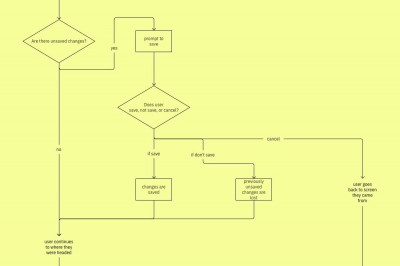 Are there unsaved changes?
yes
prompt to
save
Does user
save, not save, or cancel?
cancel
no
if save
if don't save
changes are
saved
previously
unsaved
changes are
lost
user goes
back to screen
they came
from
user continues
to where they
were headed